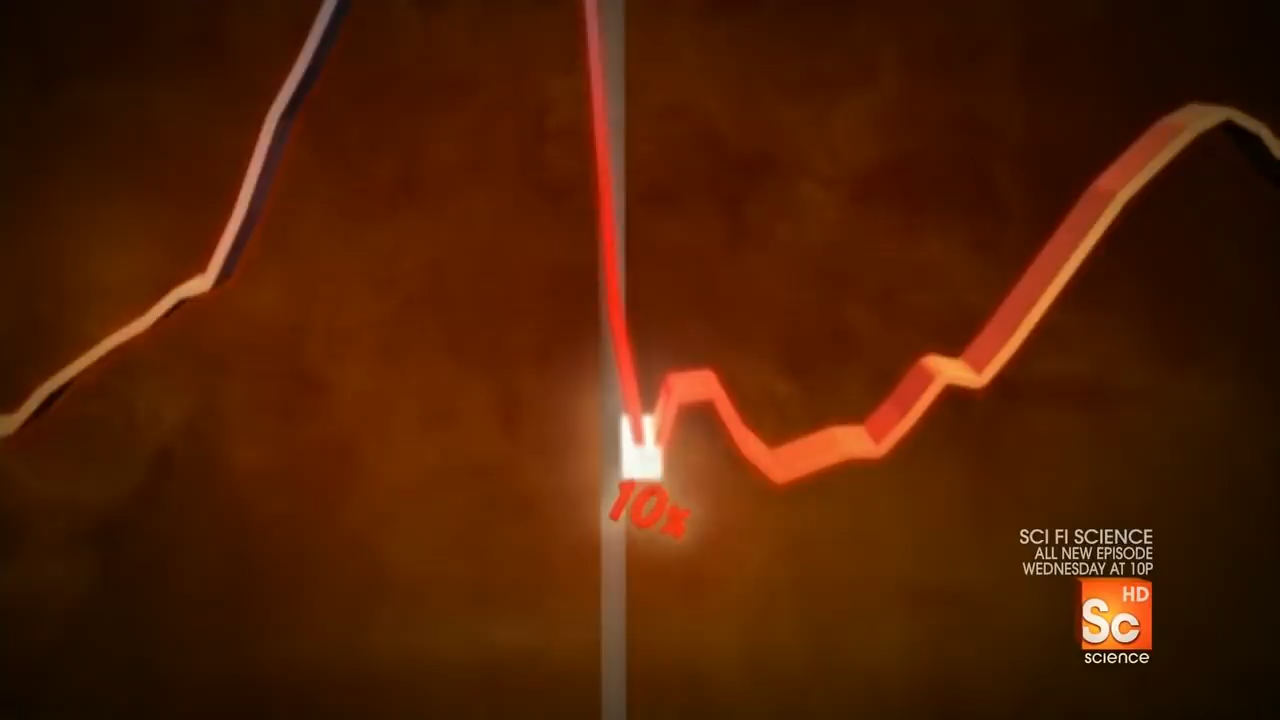 10x
SCI FI SCIENCE
ALL NEW EPISODE
WEDNESDAY AT 10P
HD
Sc
science